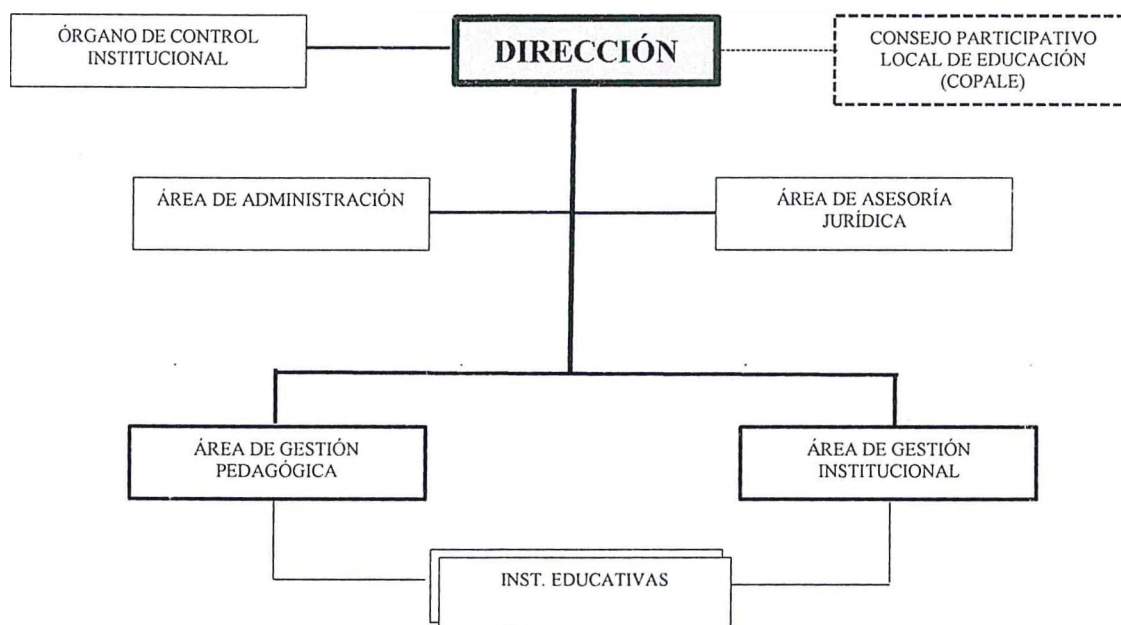 ÓRGANO DE CONTROL
INSTITUCIONAL
DIRECCIÓN
CONSEJO PARTICIPATIVO
LOCAL DE EDUCACIÓN
(COPALE)
ÁREA DE ADMINISTRACIÓN
ÁREA DE ASESORÍA
JURÍDICA
ÁREA DE GESTIÓN
PEDAGÓGICA
ÁREA DE GESTIÓN
INSTITUCIONAL
INST. EDUCATIVAS